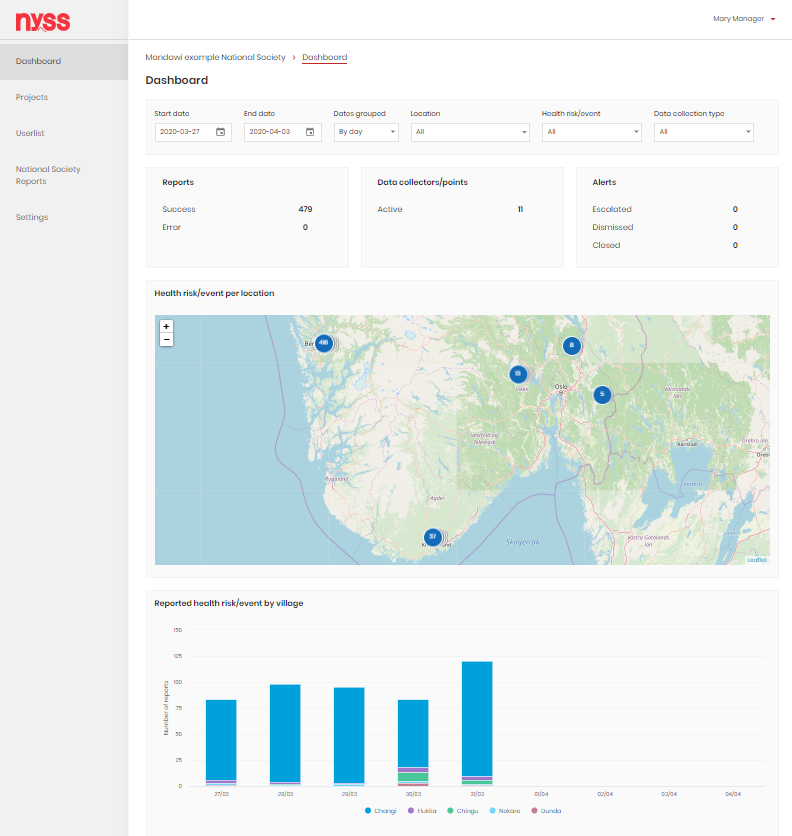 nyss
Mary Manager
Dashboard
Projects
Userlist
National Society
Reports
Settings
Mandawi example National Society > Dashboard
Dashboard
Start date
End date
Dates grouped
Location
Health risk/event
Data collection type
2020-03-27
2020-04-03
By day
All
All
All
Reports
Success 479
Error 0
Data collectors/points
Active 11
Alerts
Escalated 0
Dismissed 0
Closed 0
Health risk/event per location
+
−
Ber
8
Viken
Oslo
5
Värmlands
län
Vestfold og
Telemark
Karlstad
Örebro län
Rogaland
Agder
Vänern
37
Skagerrak
Västra Götalands
län
Leaflet
Reported health risk/event by village
Number of reports
150
125
100
75
50
25
0
27/03 28/03 29/03 30/03 31/03 01/04 02/04 03/04 04/04
Changi Flukita Chingu Nakare Dunda